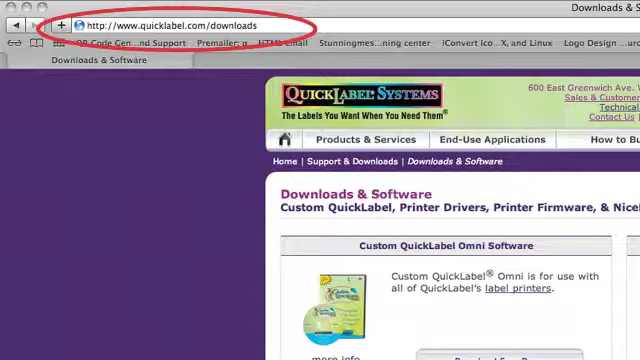 Downloads & S
http://www.quicklabel.com/downloads
QR Code Gen...nd Support Premailer: p HTML Email Stunningmes...ning center iConvert Ico...X, and Linux Logo Design
Downloads & Software
QUICKLABEL SYSTEMS
The Labels You Want When You Need Them®
600 East Greenwich Ave.
Sales & Customer
Technical
Contact Us
Products & Services End-Use Applications How to Bu
Home | Support & Downloads | Downloads & Software
Downloads & Software
Custom QuickLabel, Printer Drivers, Printer Firmware, & Nicel
Custom QuickLabel Omni Software
Custom QuickLabel® Omni is for use with
all of QuickLabel's label printers.
more info